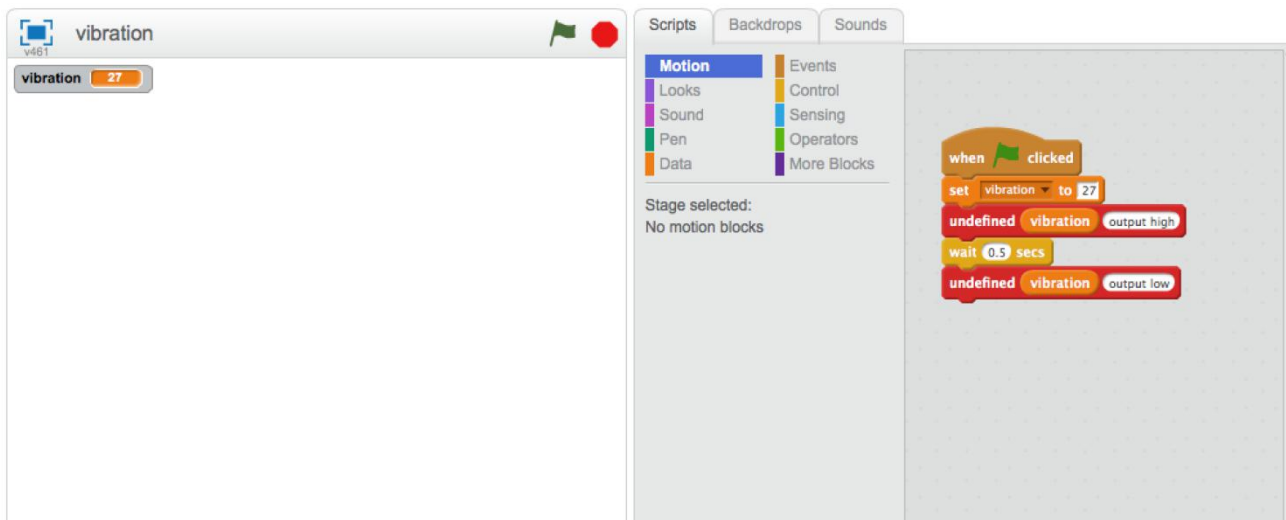 vibration
v461
vibration 27
Scripts Backdrops Sounds
Motion Events
Looks Control
Sound Sensing
Pen Operators
Data More Blocks
Stage selected:
No motion blocks
when clicked
set vibration to 27
undefined vibration output high
wait 0.5 secs
undefined vibration output low